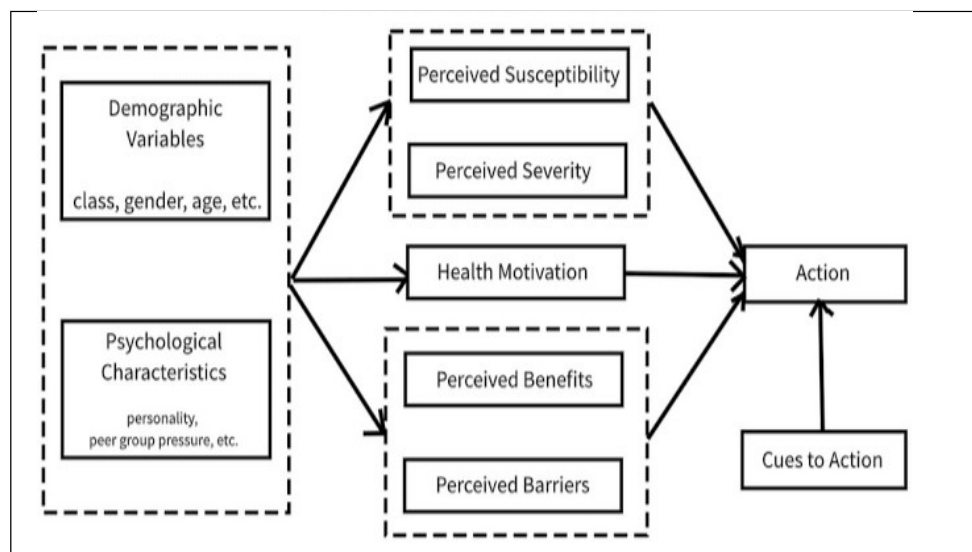 Demographic
Variables
class, gender, age, etc.
Psychological
Characteristics
personality,
peer group pressure, etc.
Perceived Susceptibility
Perceived Severity
Health Motivation
Perceived Benefits
Perceived Barriers
Action
Cues to Action